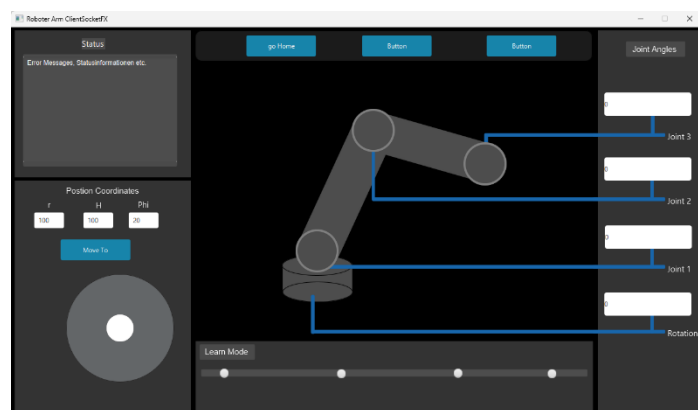 Roboter Arm ClientSocketFX
Status
Error Messages, Statusinformationen etc.
go Home
Button
Button
Joint Angles
0
Joint 3
0
Joint 2
0
Joint 1
0
Rotation
Postion Coordinates
r H Phi
100 100 20
Move To
Learn Mode